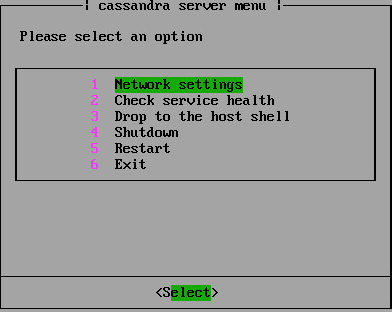 cassandra server menu
Please select an option
1 Network settings
2 Check service health
3 Drop to the host shell
4 Shutdown
5 Restart
6 Exit
<Select>